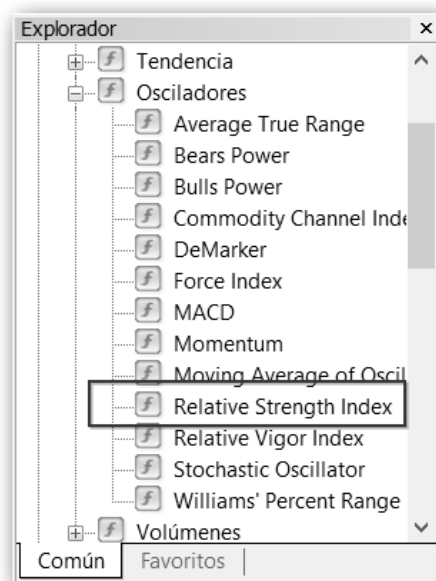 Explorador
Tendencia
Osciladores
Average True Range
Bears Power
Bulls Power
Commodity Channel Inde
DeMarker
Force Index
MACD
Momentum
Moving Average of Oscil
Relative Strength Index
Relative Vigor Index
Stochastic Oscillator
Williams' Percent Range
Volúmenes
Común Favoritos